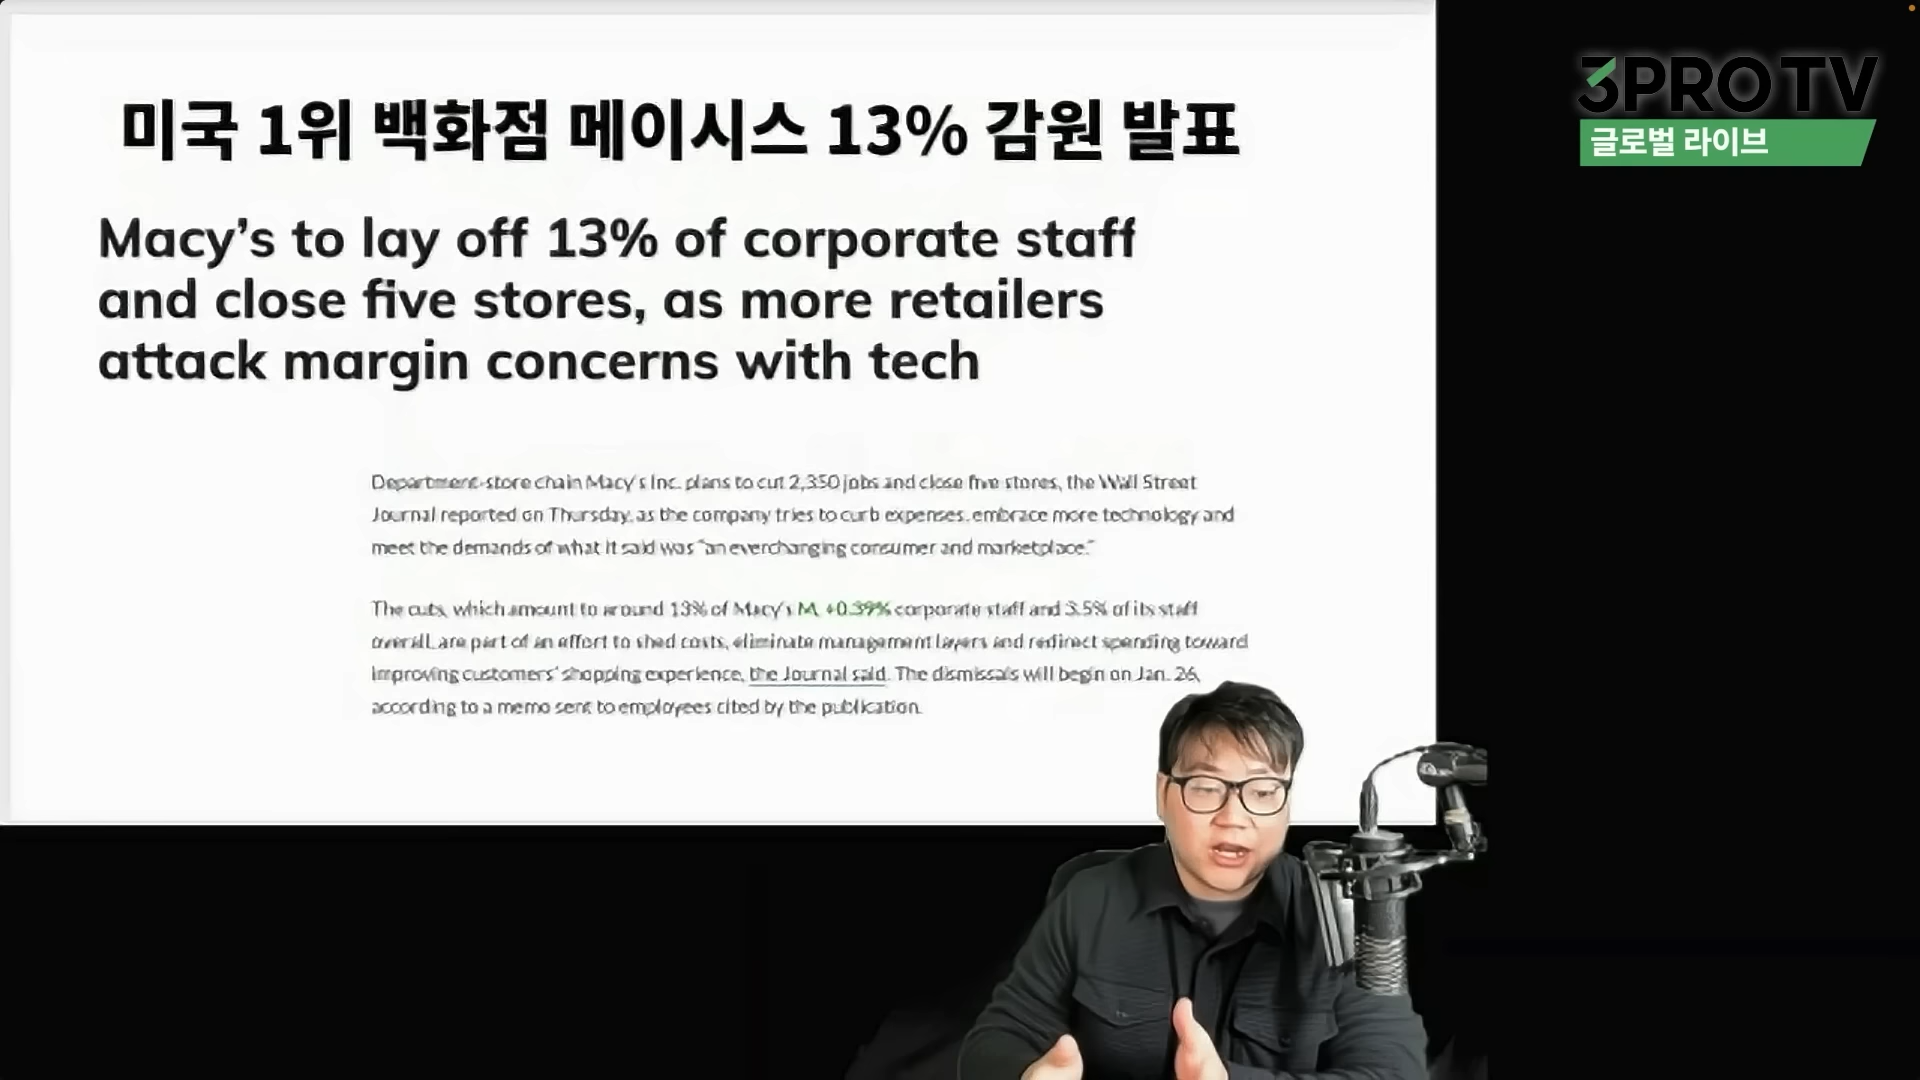 3PRO TV
글로벌 라이브
미국 1위 백화점 메이시스 13% 감원 발표
Macy’s to lay off 13% of corporate staff
and close five stores, as more retailers
attack margin concerns with tech
Department-store chain Macy’s Inc. plans to cut 2,350 jobs and close five stores, the Wall Street
Journal reported on Thursday, as the company tries to curb expenses, embrace more technology and
meet the demands of what it said was “an everchanging consumer and marketplace.”
The cuts, which amount to around 13% of Macy’s M, +0.39% corporate staff and 3.5% of its staff
overall, are part of an effort to shed costs, eliminate management layers and redirect spending toward
improving customers’ shopping experience, the Journal said. The dismissals will begin on Jan. 26,
according to a memo sent to employees cited by the publication.